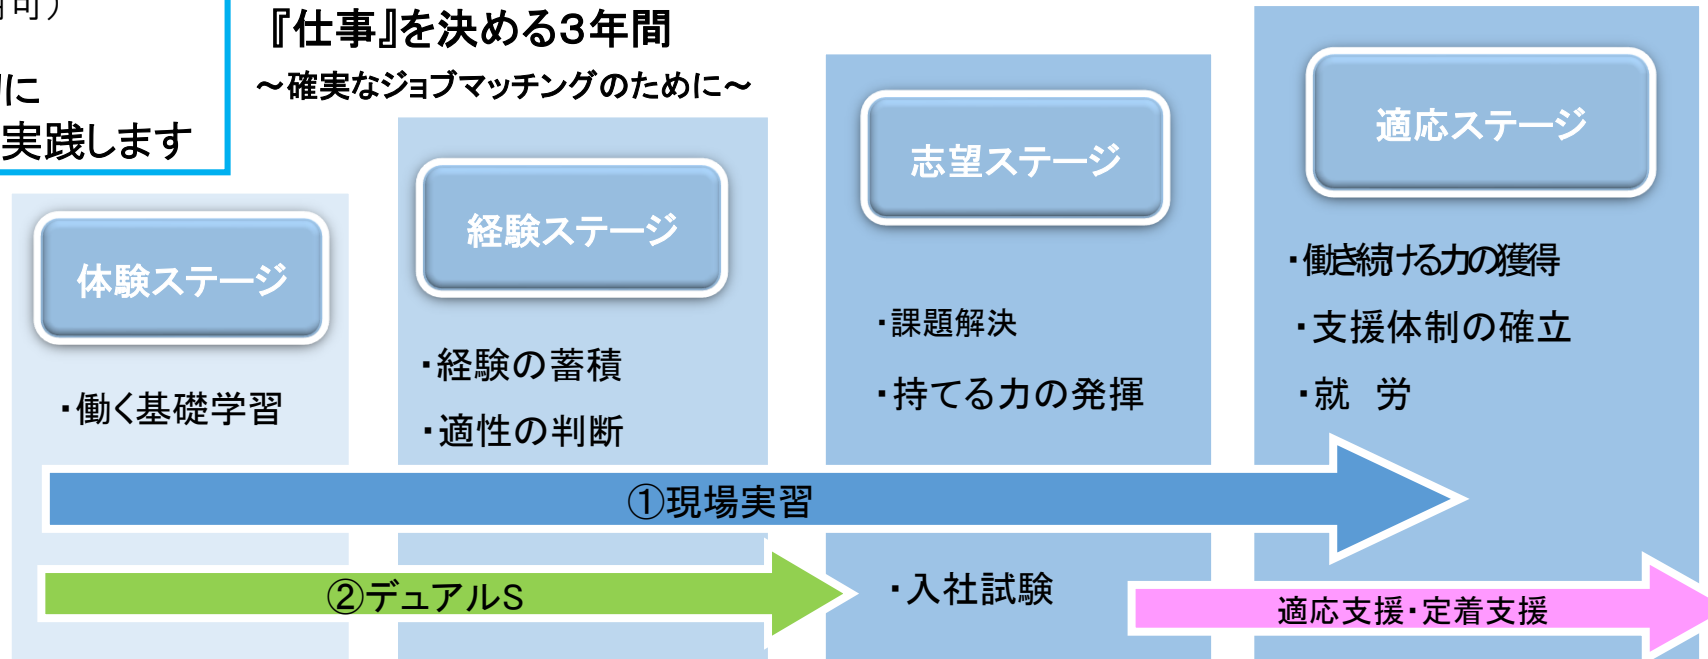 に
実践します
『仕事』を決める３年間
～確実なジョブマッチングのために～
体験ステージ
・働く基礎学習
経験ステージ
・経験の蓄積
・適性の判断
志望ステージ
・課題解決
・持てる力の発揮
適応ステージ
・働き続ける力の獲得
・支援体制の確立
・就　労
①現場実習
②デュアルS
・入社試験
適応支援・定着支援